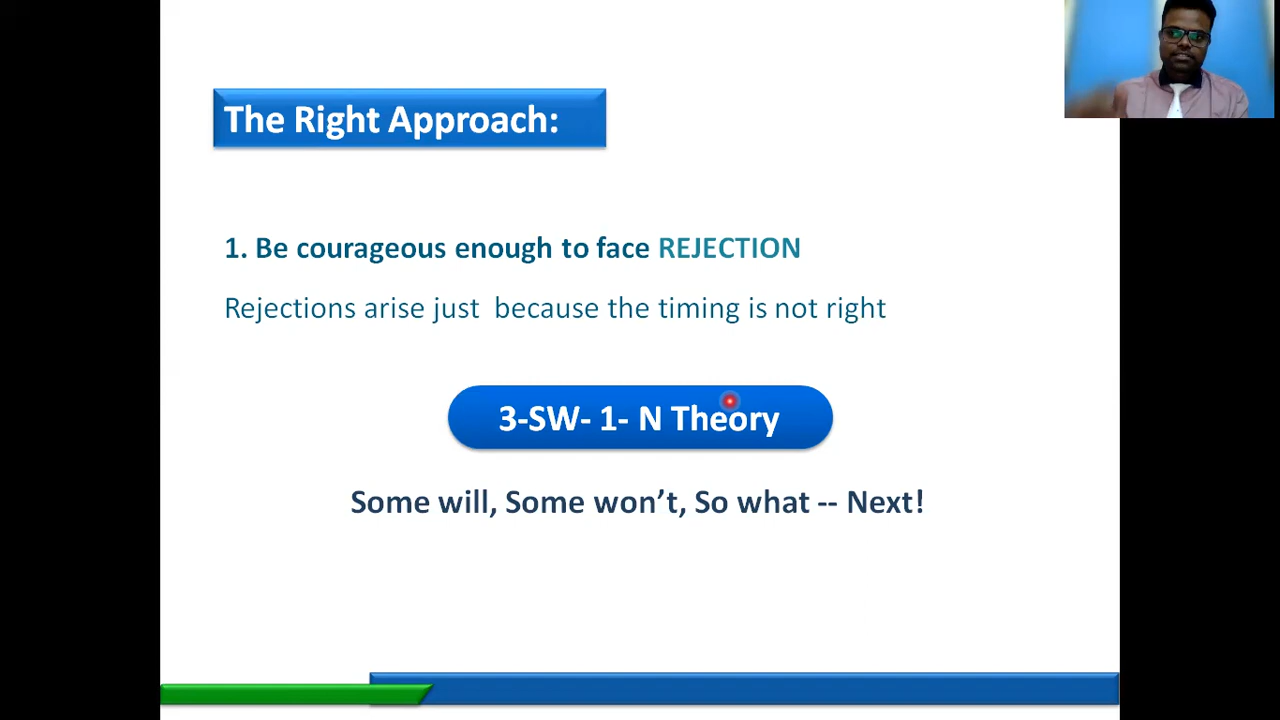 The Right Approach:
1. Be courageous enough to face REJECTION
Rejections arise just  because the timing is not right
3-SW- 1- N Theory
Some will, Some won’t, So what -- Next!